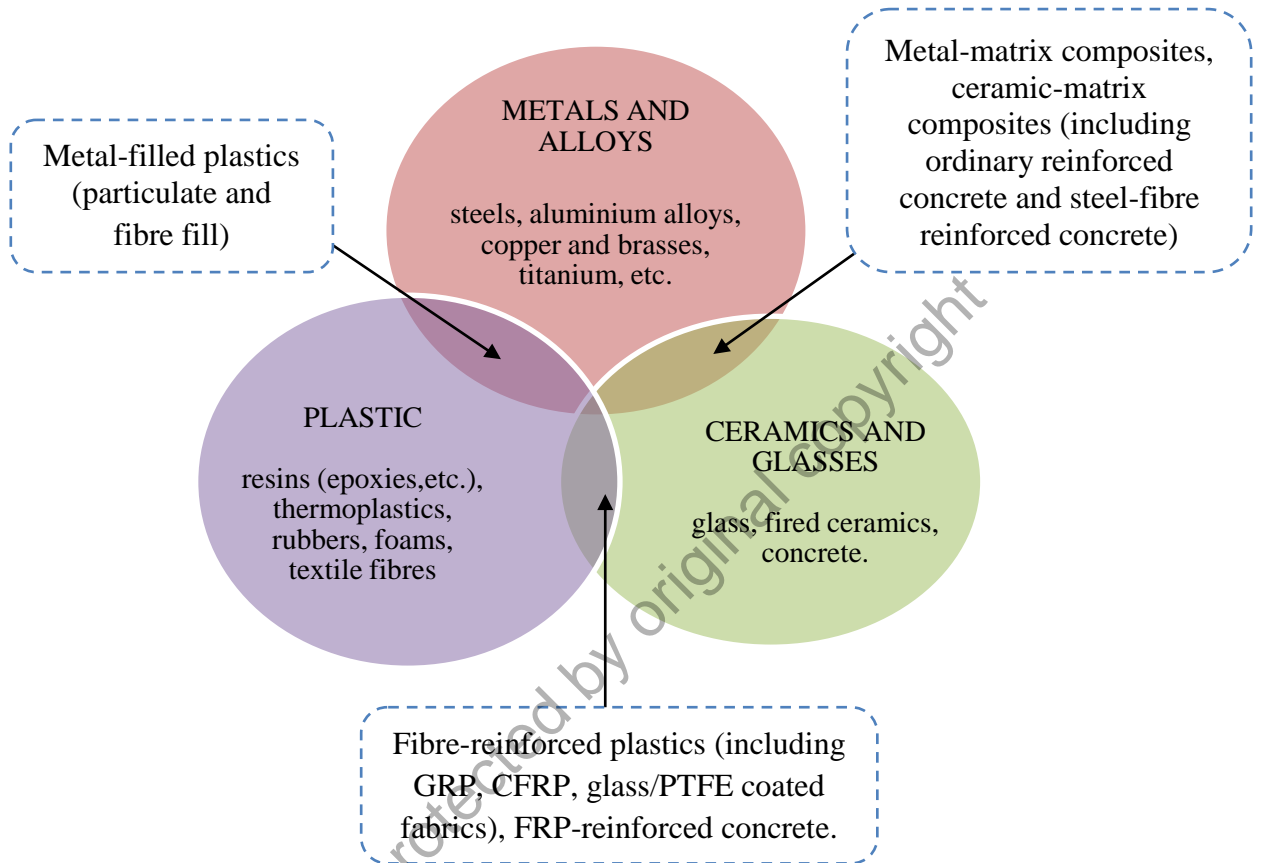 Metal-matrix composites,
ceramic-matrix
composites (including
ordinary reinforced
concrete and steel-fibre
reinforced concrete)
METALS AND
ALLOYS
steels, aluminium alloys,
copper and brasses,
titanium, etc.
Metal-filled plastics
(particulate and
fibre fill)
PLASTIC
resins (epoxies,etc.),
thermoplastics,
rubbers, foams,
textile fibres
CERAMICS AND
GLASSES
glass, fired ceramics,
concrete.
Fibre-reinforced plastics (including
GRP, CFRP, glass/PTFE coated
fabrics), FRP-reinforced concrete.
by original copyright